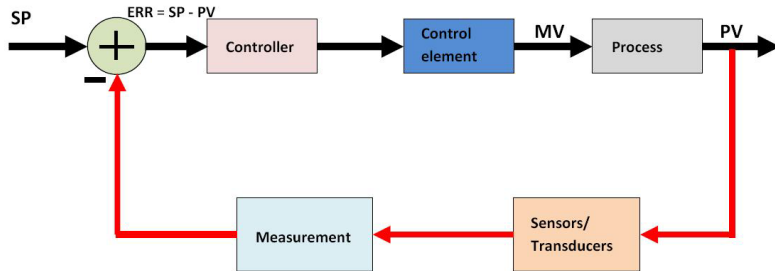 SP
ERR = SP - PV
Controller
Control
element
MV
Process
PV
Measurement
Sensors/
Transducers